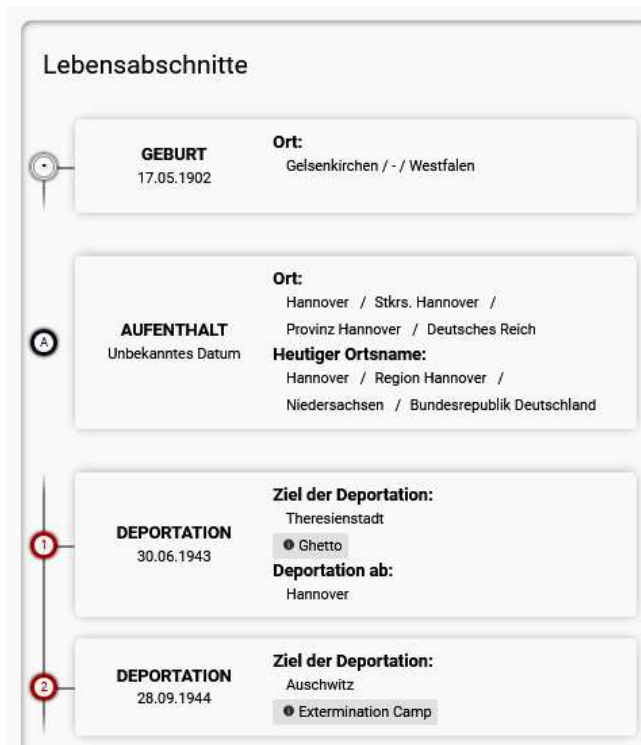 Lebensabschnitte
GEBURT
17.05.1902
Ort:
Gelsenkirchen / - / Westfalen
A
AUFENTHALT
Unbekanntes Datum
Ort:
Hannover / Stkrs. Hannover /
Provinz Hannover / Deutsches Reich
Heutiger Ortsname:
Hannover / Region Hannover /
Niedersachsen / Bundesrepublik Deutschland
1
DEPORTATION
30.06.1943
Ziel der Deportation:
Theresienstadt
Ghetto
Deportation ab:
Hannover
2
DEPORTATION
28.09.1944
Ziel der Deportation:
Auschwitz
Extermination Camp